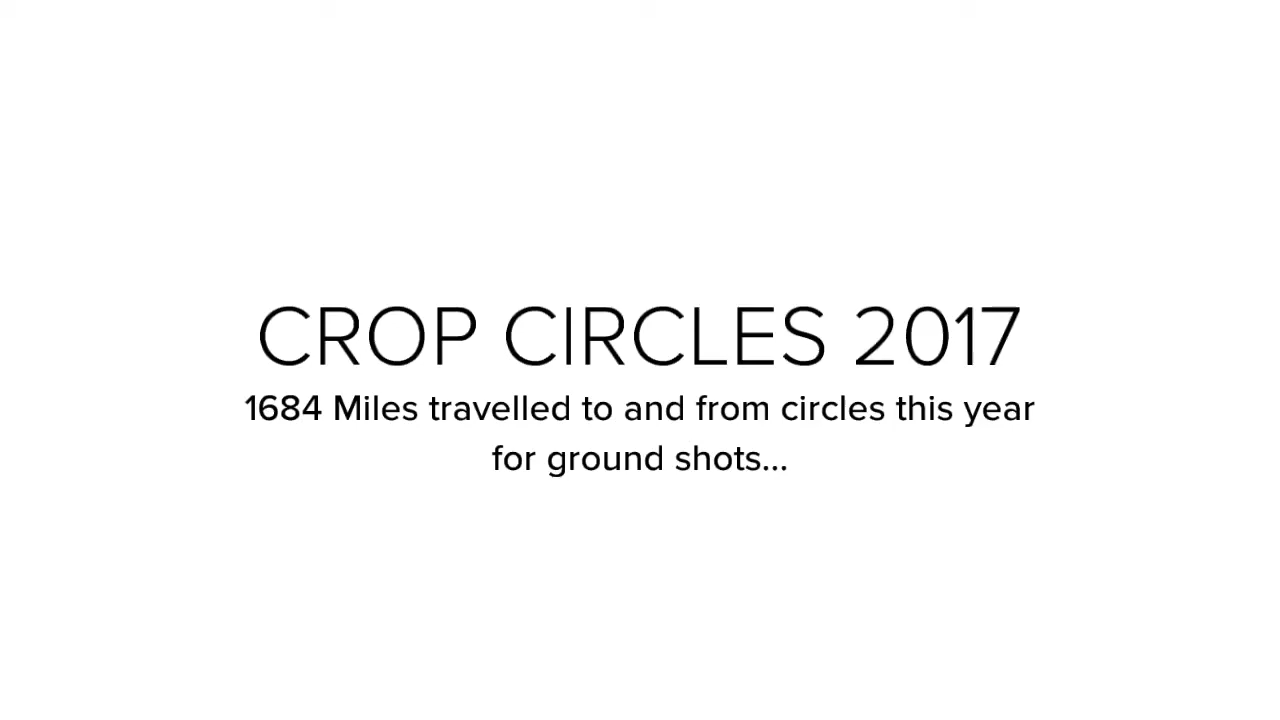 CROP CIRCLES 2017
1684 Miles travelled to and from circles this year
for ground shots...